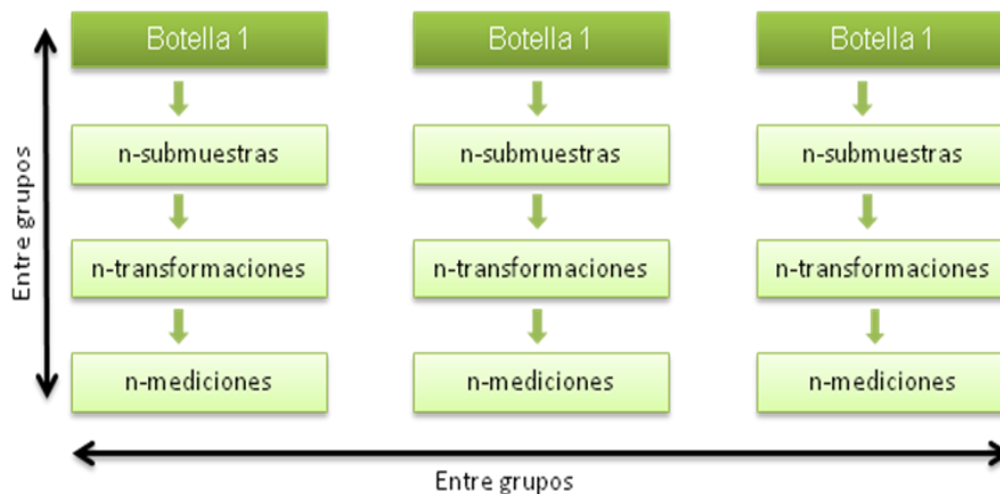 Botella 1
Botella 1
Botella 1
n-submuestras
n-submuestras
n-submuestras
Entre grupos
n-transformaciones
n-transformaciones
n-transformaciones
n-mediciones
n-mediciones
n-mediciones
Entre grupos